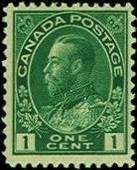 CANADA POSTAGE
1 ONE CENT 1